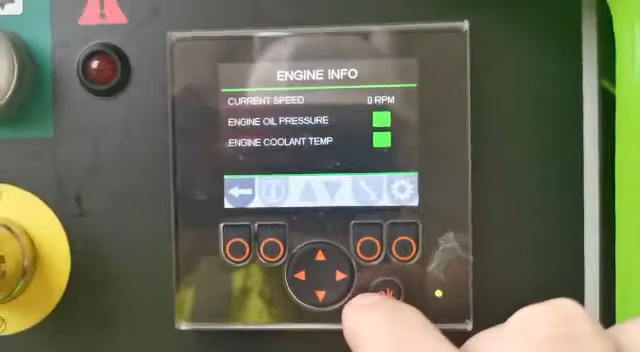 ENGINE INFO
CURRENT SPEED 0 RPM
ENGINE OIL PRESSURE
ENGINE COOLANT TEMP